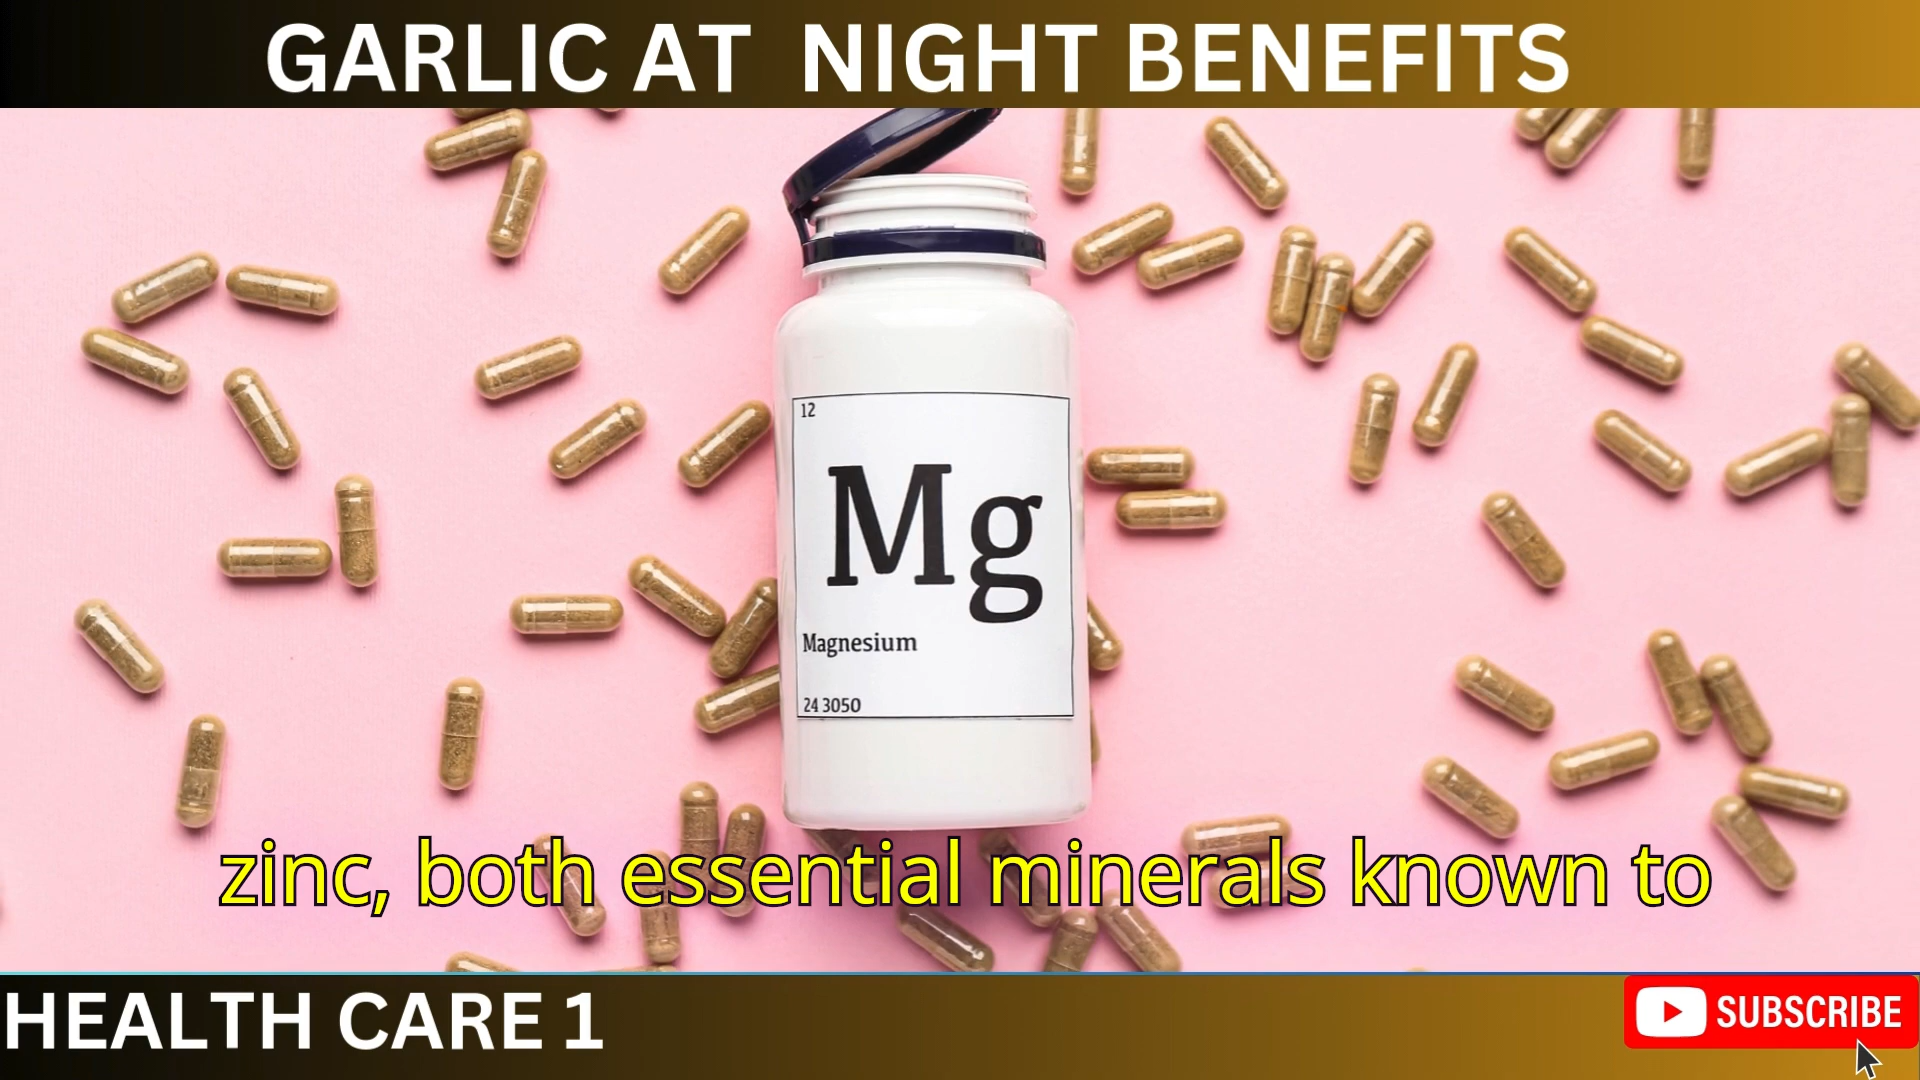 GARLIC AT NIGHT BENEFITS
12
Mg
Magnesium
24 3050
zinc, both essential minerals known to
HEALTH CARE 1
SUBSCRIBE